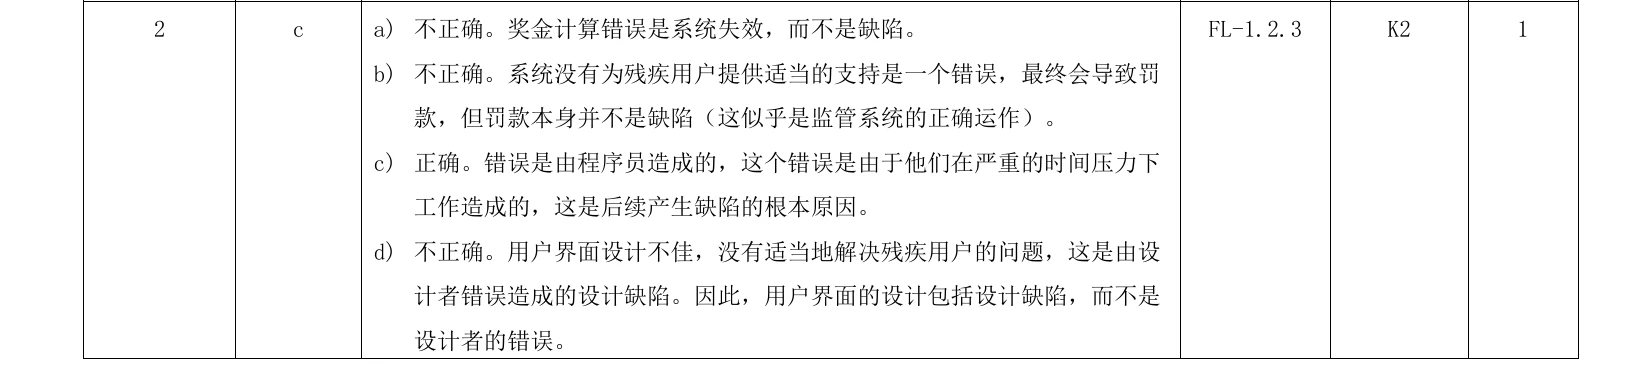 2 c a) 不正确。奖金计算错误是系统失效，而不是缺陷。 FL-1.2.3 K2 1
b) 不正确。系统没有为残疾用户提供适当的支持是一个错误，最终会导致罚
款，但罚款本身并不是缺陷（这似乎是监管系统的正确运作）。
c) 正确。错误是由程序员造成的，这个错误是由于他们在严重的时间压力下
工作造成的，这是后续产生缺陷的根本原因。
d) 不正确。用户界面设计不佳，没有适当地解决残疾用户的问题，这是由设
计者错误造成的设计缺陷。因此，用户界面的设计包括设计缺陷，而不是
设计者的错误。